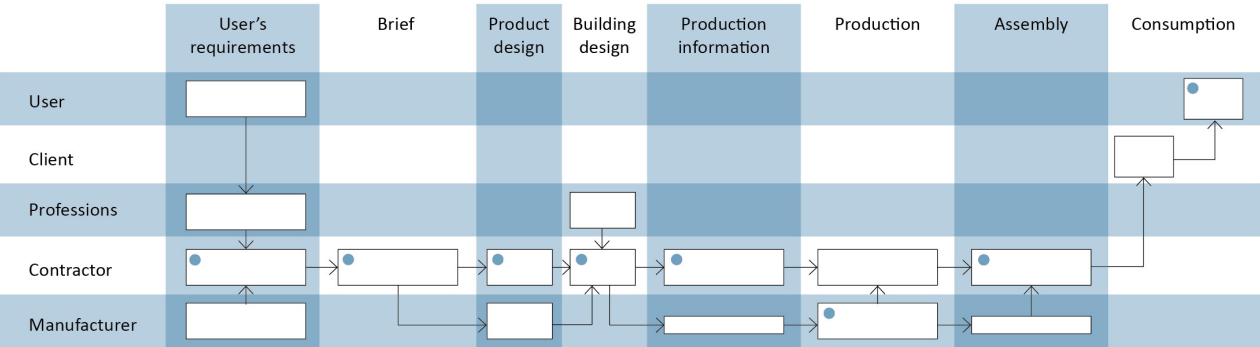 User’s
requirements
Brief
Product
design
Building
design
Production
information
Production
Assembly
Consumption
User
Client
Professions
Contractor
Manufacturer